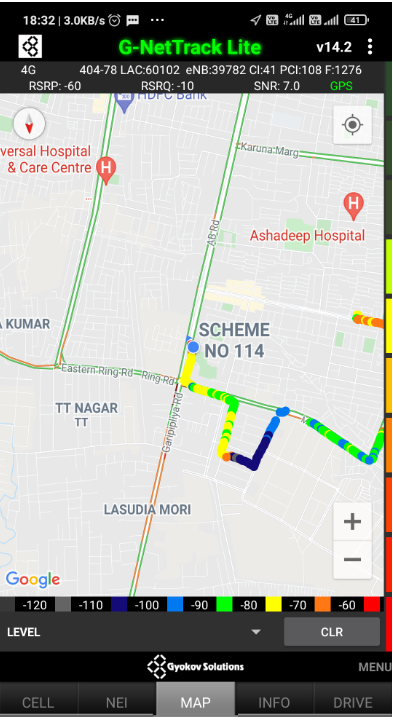 18:32 | 3.0KB/s ... 4G 41
G-NetTrack Lite v14.2
4G 404-78 LAC:60102 eNB:39782 CI:41 PCI:108 F:1276
RSRP: -60 RSRQ: -10 SNR: 7.0 GPS
HDFC Bank
Karuna Marg
versal Hospital
& Care Centre
H
H
Ashadeep Hospital
AB Rd
A KUMAR
SCHEME
NO 114
Eastern Ring Rd Ring Rd
TT NAGAR
TT
M
Garipipliya Rd
LASUDIA MORI
+
−
Google
-120 -110 -100 -90 -80 -70 -60
LEVEL CLR
Gyokov Solutions MENU
CELL NEI MAP INFO DRIVE